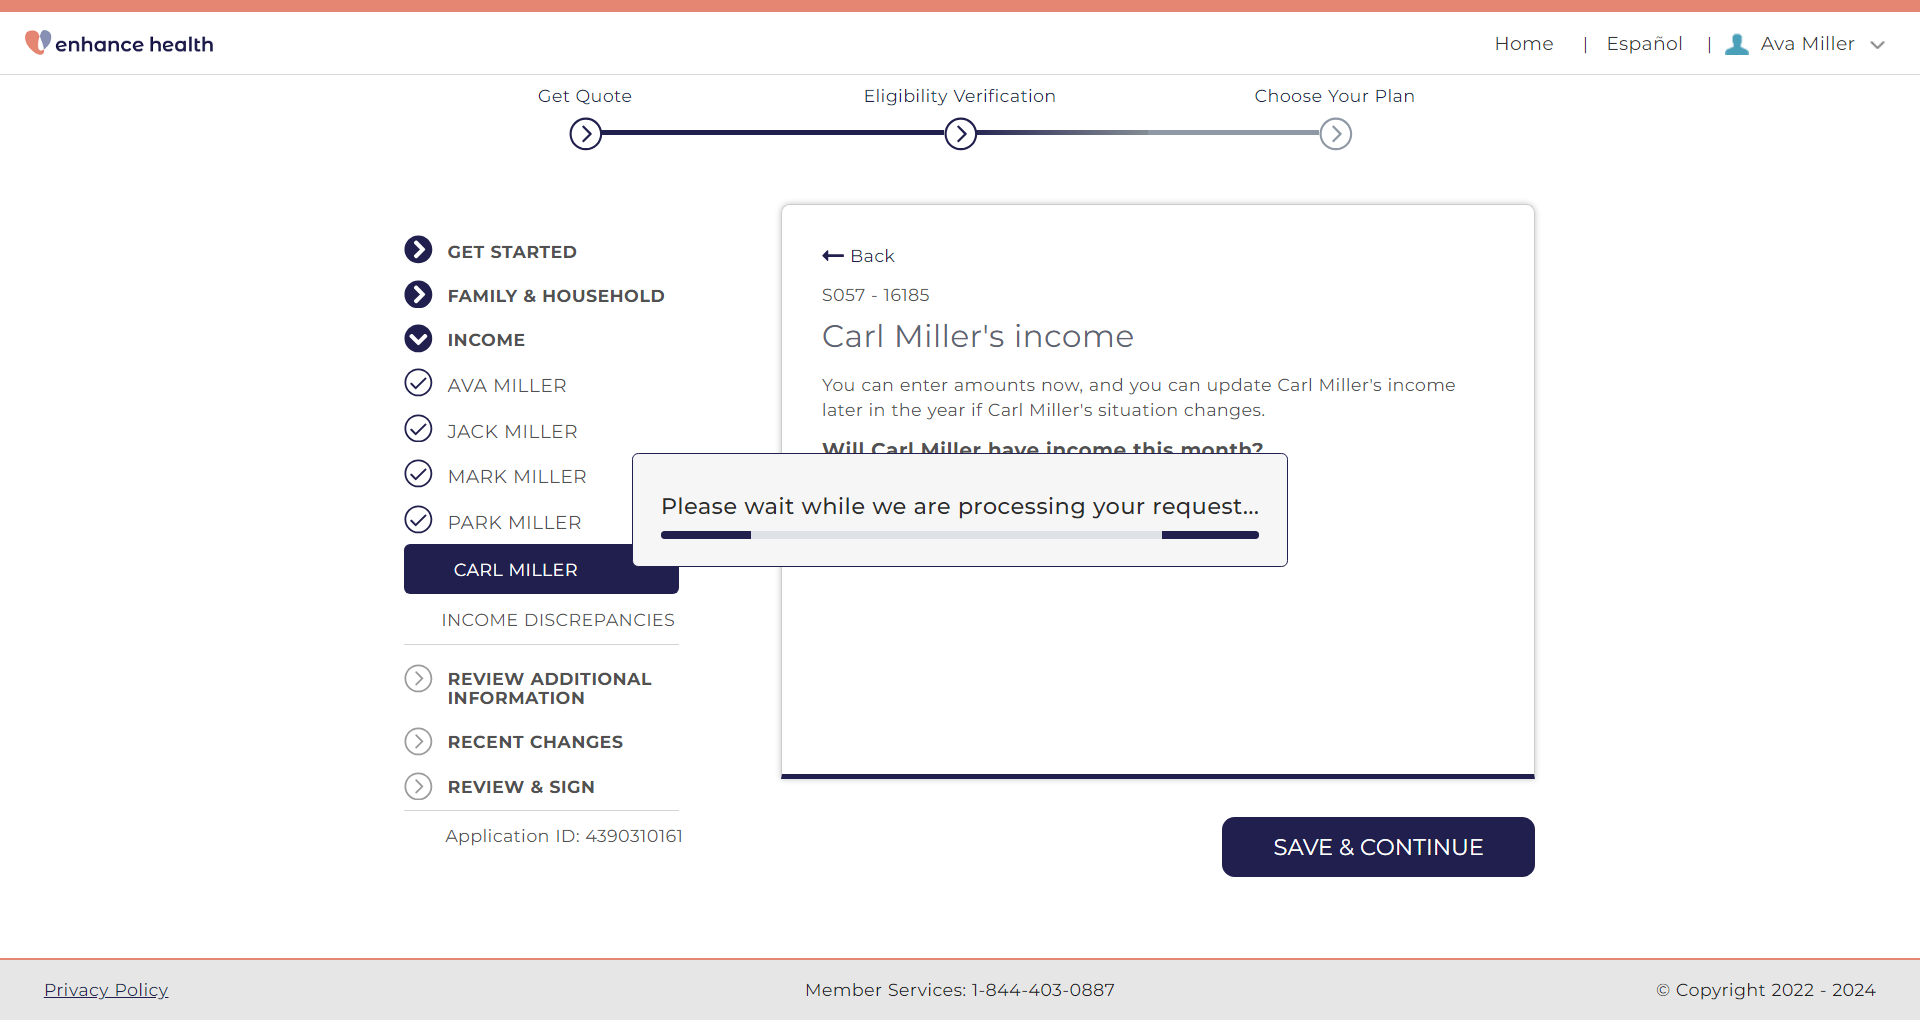 enhance health
Home | Español | Ava Miller
Get Quote
Eligibility Verification
Choose Your Plan
GET STARTED
FAMILY & HOUSEHOLD
INCOME
AVA MILLER
JACK MILLER
MARK MILLER
PARK MILLER
CARL MILLER
INCOME DISCREPANCIES
REVIEW ADDITIONAL
INFORMATION
RECENT CHANGES
REVIEW & SIGN
Application ID: 4390310161
Back
S057 - 16185
Carl Miller's income
You can enter amounts now, and you can update Carl Miller's income
later in the year if Carl Miller's situation changes.
Will Carl Miller have income this month?
Please wait while we are processing your request...
SAVE & CONTINUE
Privacy Policy
Member Services: 1-844-403-0887
© Copyright 2022 - 2024